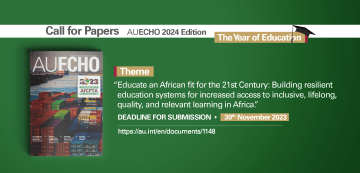 Call for Papers AUECHO 2024 Edition
The Year of Education
AUECHO
2023
AFCFTA
Theme
“Educate an African fit for the 21st Century: Building resilient
education systems for increased access to inclusive, lifelong,
quality, and relevant learning in Africa.”
DEADLINE FOR SUBMISSION 30th November 2023
https://au.int/en/documents/1148